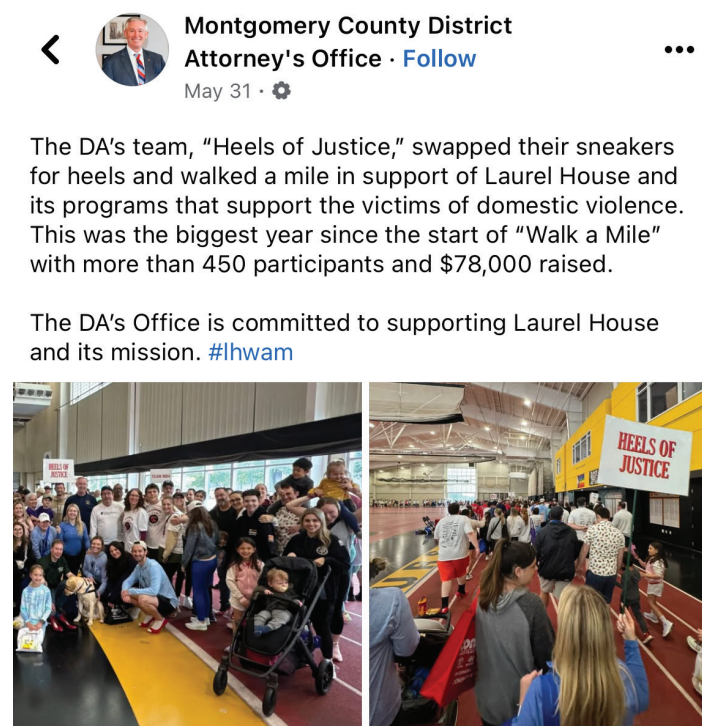 Montgomery County District
Attorney's Office · Follow
May 31 ·
The DA’s team, “Heels of Justice,” swapped their sneakers
for heels and walked a mile in support of Laurel House and
its programs that support the victims of domestic violence.
This was the biggest year since the start of “Walk a Mile”
with more than 450 participants and $78,000 raised.
The DA’s Office is committed to supporting Laurel House
and its mission. #lhwam
HEELS OF
JUSTICE
HEELS OF
JUSTICE